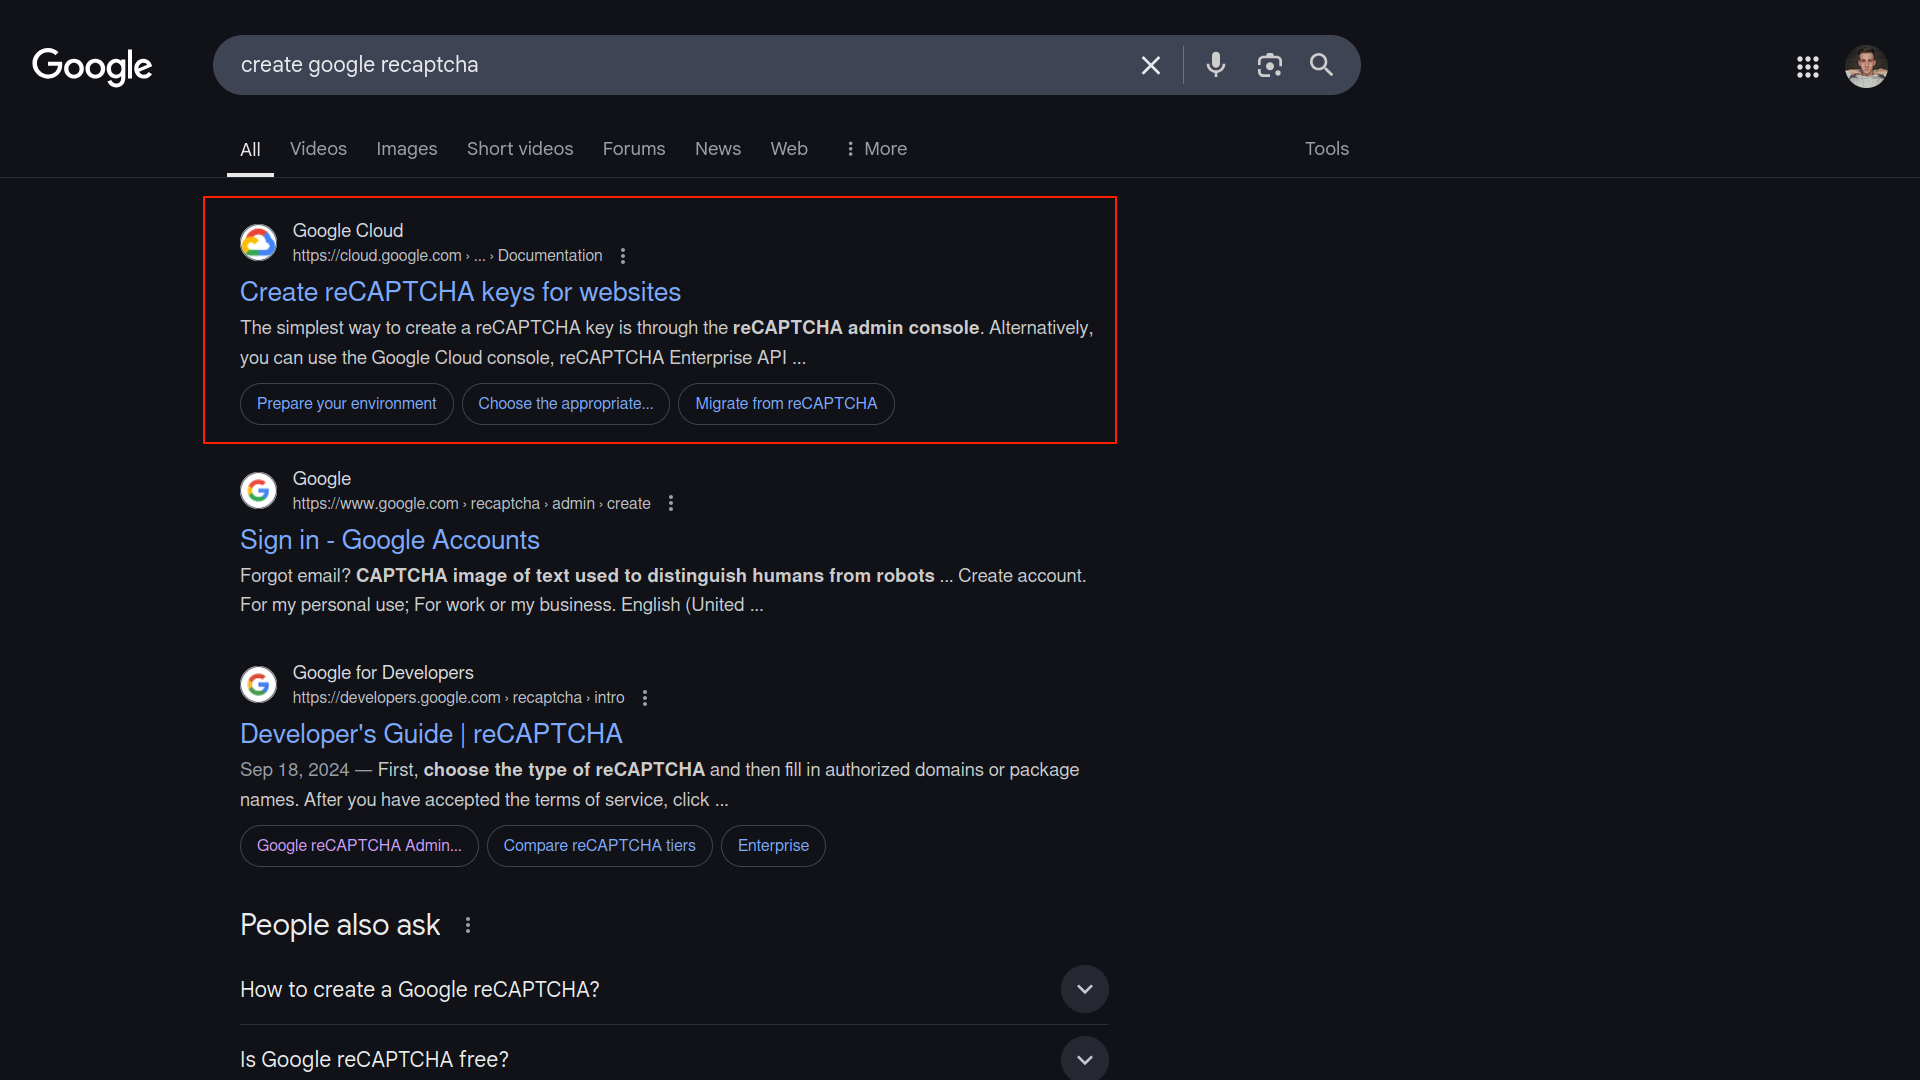 Google
create google recaptcha
All Videos Images Short videos Forums News Web More Tools
Google Cloud
https://cloud.google.com › ... › Documentation
Create reCAPTCHA keys for websites
The simplest way to create a reCAPTCHA key is through the reCAPTCHA admin console. Alternatively,
you can use the Google Cloud console, reCAPTCHA Enterprise API ...
Prepare your environment Choose the appropriate... Migrate from reCAPTCHA
Google
https://www.google.com › recaptcha › admin › create
Sign in - Google Accounts
Forgot email? CAPTCHA image of text used to distinguish humans from robots ... Create account.
For my personal use; For work or my business. English (United ...
Google for Developers
https://developers.google.com › recaptcha › intro
Developer's Guide | reCAPTCHA
Sep 18, 2024 — First, choose the type of reCAPTCHA and then fill in authorized domains or package
names. After you have accepted the terms of service, click ...
Google reCAPTCHA Admin... Compare reCAPTCHA tiers Enterprise
People also ask
How to create a Google reCAPTCHA?
Is Google reCAPTCHA free?